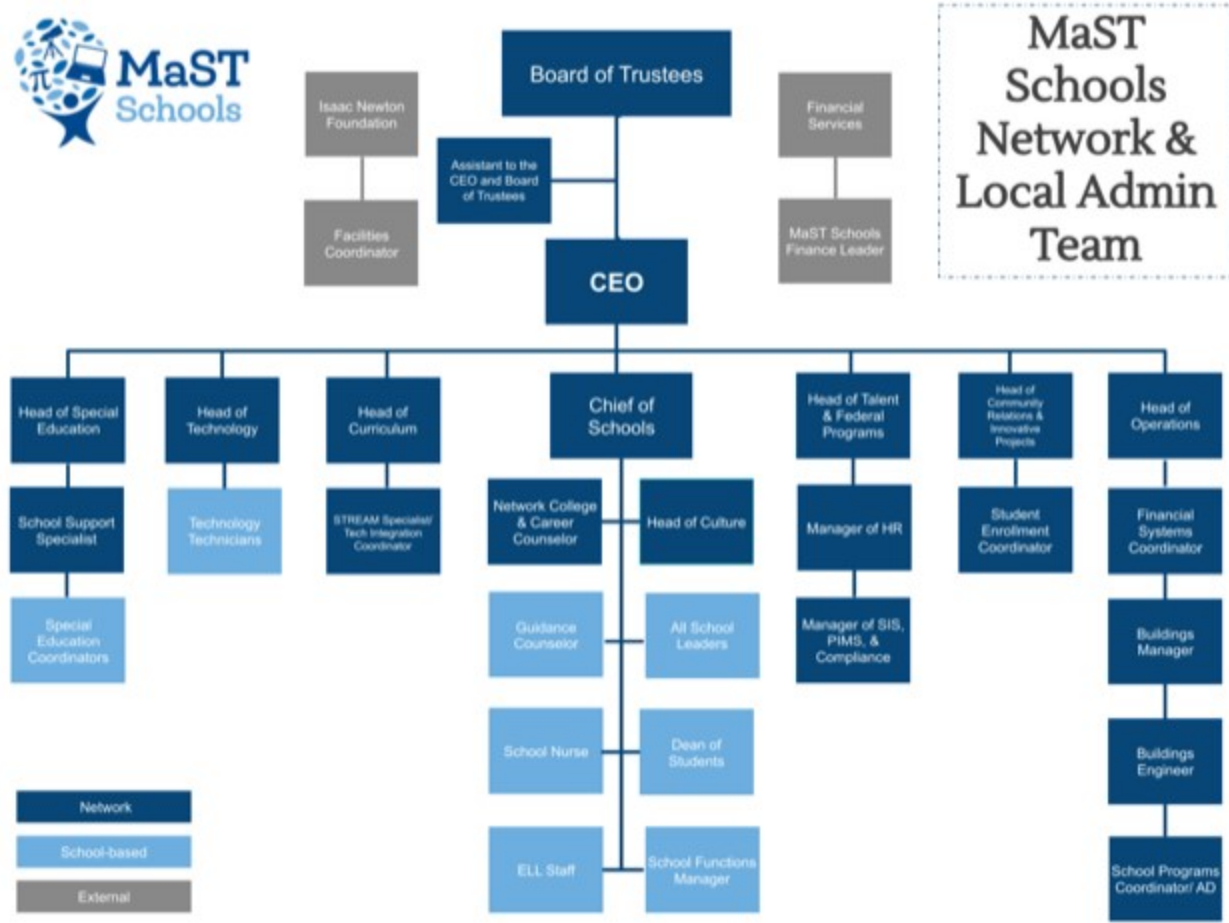 MaST
Schools
MaST
Schools
Network &
Local Admin
Team
Board of Trustees
Isaac Newton
Foundation
Financial
Services
Assistant to the
CEO and Board
of Trustees
Facilities
Coordinator
MaST Schools
Finance Leader
CEO
Head of Special
Education
Head of
Technology
Head of
Curriculum
Chief of
Schools
Head of Talent
& Federal
Programs
Head of
Community
Relations &
Innovative
Projects
Head of
Operations
School Support
Specialist
Technology
Technicians
STREAM Specialist/
Tech Integration
Coordinator
Network College
& Career
Counselor
Head of Culture
Manager of HR
Student
Enrollment
Coordinator
Financial
Systems
Coordinator
Special
Education
Coordinators
Guidance
Counselor
All School
Leaders
Manager of SIS,
PIMS, &
Compliance
Buildings
Manager
School Nurse
Dean of
Students
Buildings
Engineer
ELL Staff
School Functions
Manager
School Programs
Coordinator/ AD
Network
School-based
External